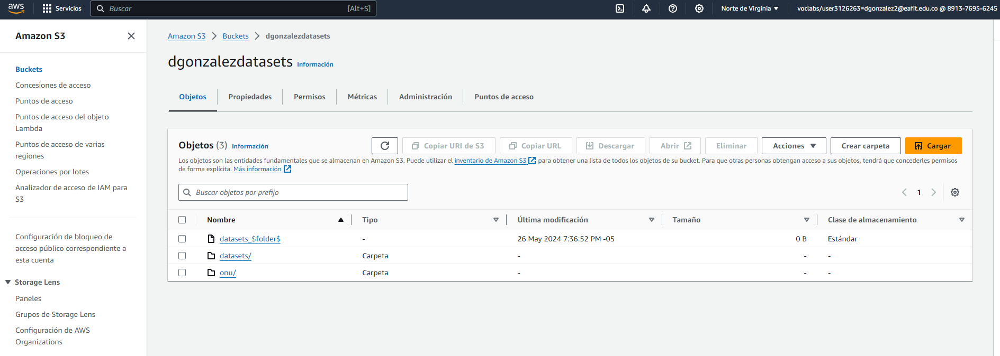 aws
Servicios
Buscar [Alt+S]
Norte de Virginia
voclabs/user3126263=dgonzalez2@eafit.edu.co @ 8913-7695-6245
Amazon S3
Buckets
Concesiones de acceso
Puntos de acceso
Puntos de acceso del objeto
Lambda
Puntos de acceso de varias
regiones
Operaciones por lotes
Analizador de acceso de IAM para
S3
Configuración de bloqueo de
acceso público correspondiente a
esta cuenta
Storage Lens
Paneles
Grupos de Storage Lens
Configuración de AWS
Organizations
Amazon S3 Buckets dgonzalezdatasets
dgonzalezdatasets Información
Objetos Propiedades Permisos Métricas Administración Puntos de acceso
Objetos (3) Información
Copiar URI de S3 Copiar URL Descargar Abrir Eliminar Acciones Crear carpeta Cargar
Los objetos son las entidades fundamentales que se almacenan en Amazon S3. Puede utilizar el inventario de Amazon S3 para obtener una lista de todos los objetos de su bucket. Para que otras personas obtengan acceso a sus objetos, tendrá que concederles permisos
de forma explícita. Más información
Buscar objetos por prefijo
1
Nombre Tipo Última modificación Tamaño Clase de almacenamiento
datasets_$folder$ - 26 May 2024 7:36:52 PM -05 0 B Estándar
datasets/ Carpeta - - -
onu/ Carpeta - - -